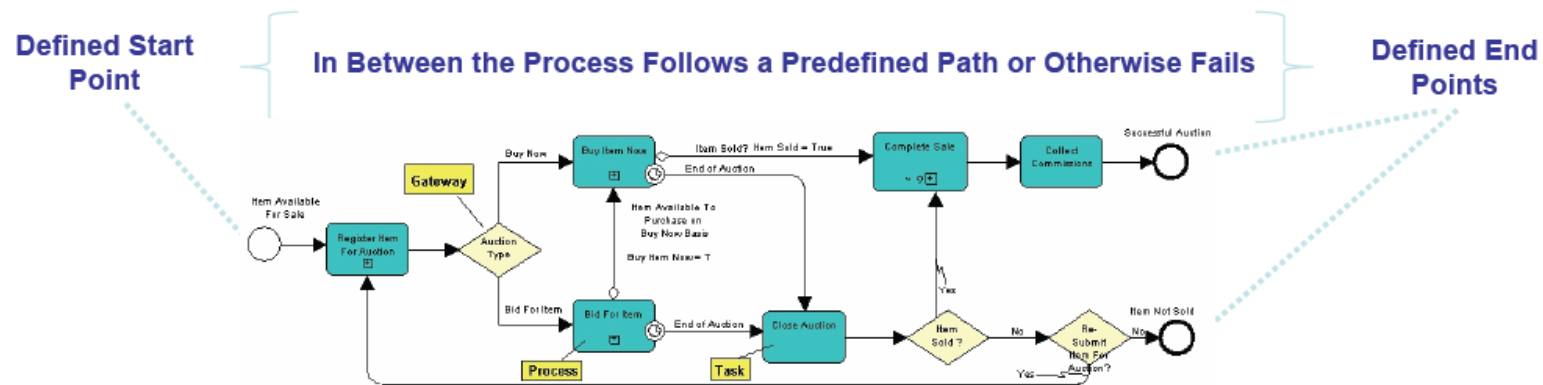 Defined Start
Point
In Between the Process Follows a Predefined Path or Otherwise Fails
Defined End
Points
Successful Auction
Buy Now
Buy Item Now
Item Sold? Item Sold = True
End of Auction
Complete Sale
Collect
Commissions
Gateway
Item Available
For Sale
Register Item
For Auction
Auction
Type
Item Available To
Purchase on
Buy Now Basis
Buy Item Now= T
Yes
Bid For Item
Bid For Item
End of Auction
Close Auction
Item
Sold ?
No
Re-
Submit
Item For
Auction?
No
Item Not Sold
Yes
Process
Task